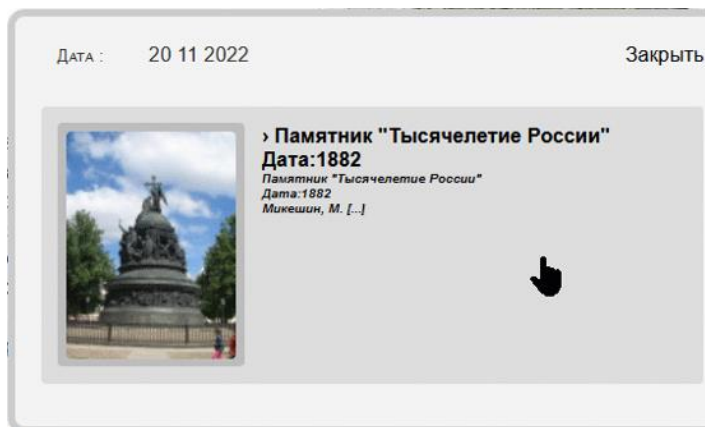 Дата : 20 11 2022 Закрыть
› Памятник "Тысячелетие России"
Дата:1882
Памятник "Тысячелетие России"
Дата:1882
Микешин, М. [...]